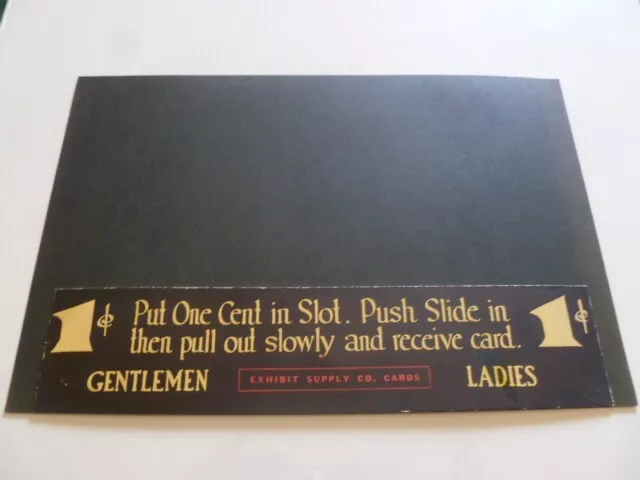 1¢ Put One Cent in Slot. Push Slide in 1¢
then pull out slowly and receive card.
GENTLEMEN EXHIBIT SUPPLY CO. CARDS LADIES